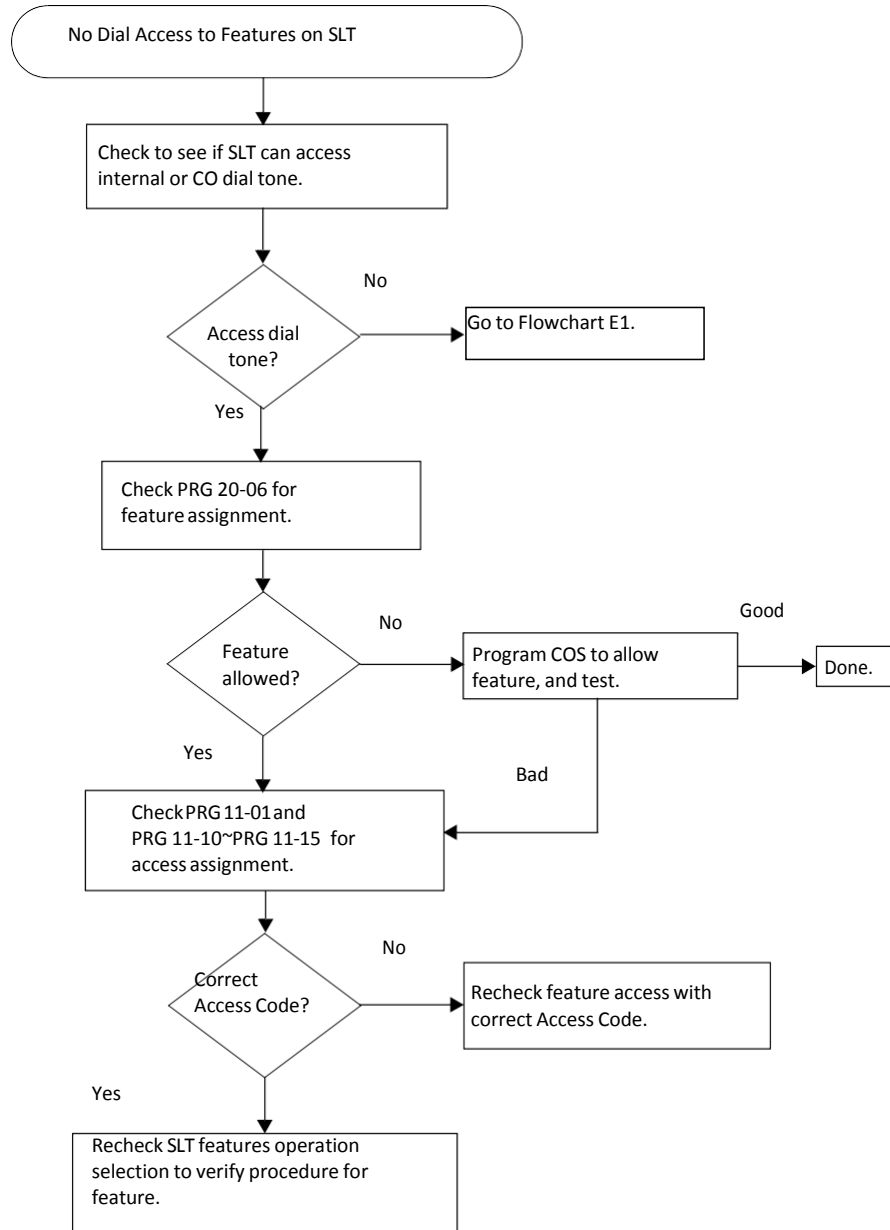 No Dial Access to Features on SLT
Check to see if SLT can access
internal or CO dial tone.
No
Access dial
tone?
Go to Flowchart E1.
Yes
Check PRG 20-06 for
feature assignment.
No
Good
Feature
allowed?
Program COS to allow
feature, and test.
Done.
Yes
Bad
Check PRG 11-01 and
PRG 11-10~PRG 11-15 for
access assignment.
No
Correct
Access Code?
Recheck feature access with
correct Access Code.
Yes
Recheck SLT features operation
selection to verify procedure for
feature.